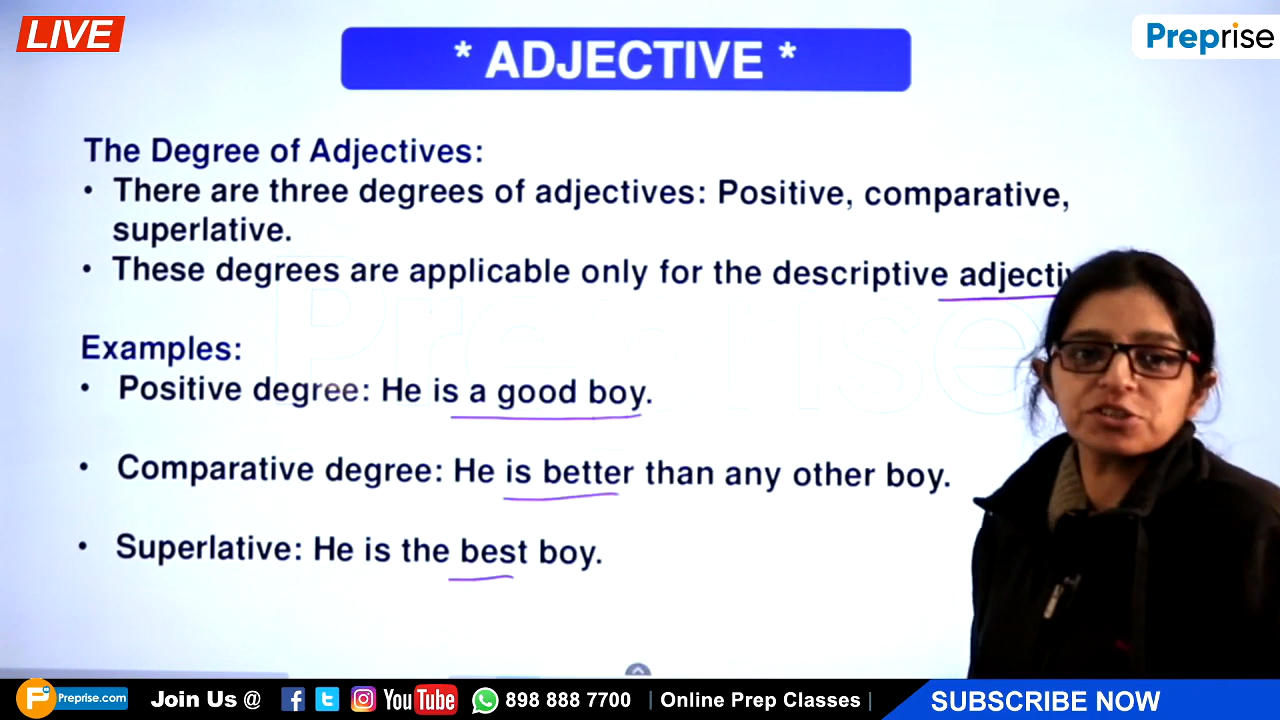 LIVE
Preprise
* ADJECTIVE *
The Degree of Adjectives:
• There are three degrees of adjectives: Positive, comparative,
superlative.
• These degrees are applicable only for the descriptive
Examples:
• Positive degree: He is a good boy.
• Comparative degree: He is better than any other boy.
• Superlative: He is the best boy.
Preprise
Preprise.com Join Us @ YouTube 898 888 7700 | Online Prep Classes | SUBSCRIBE NOW